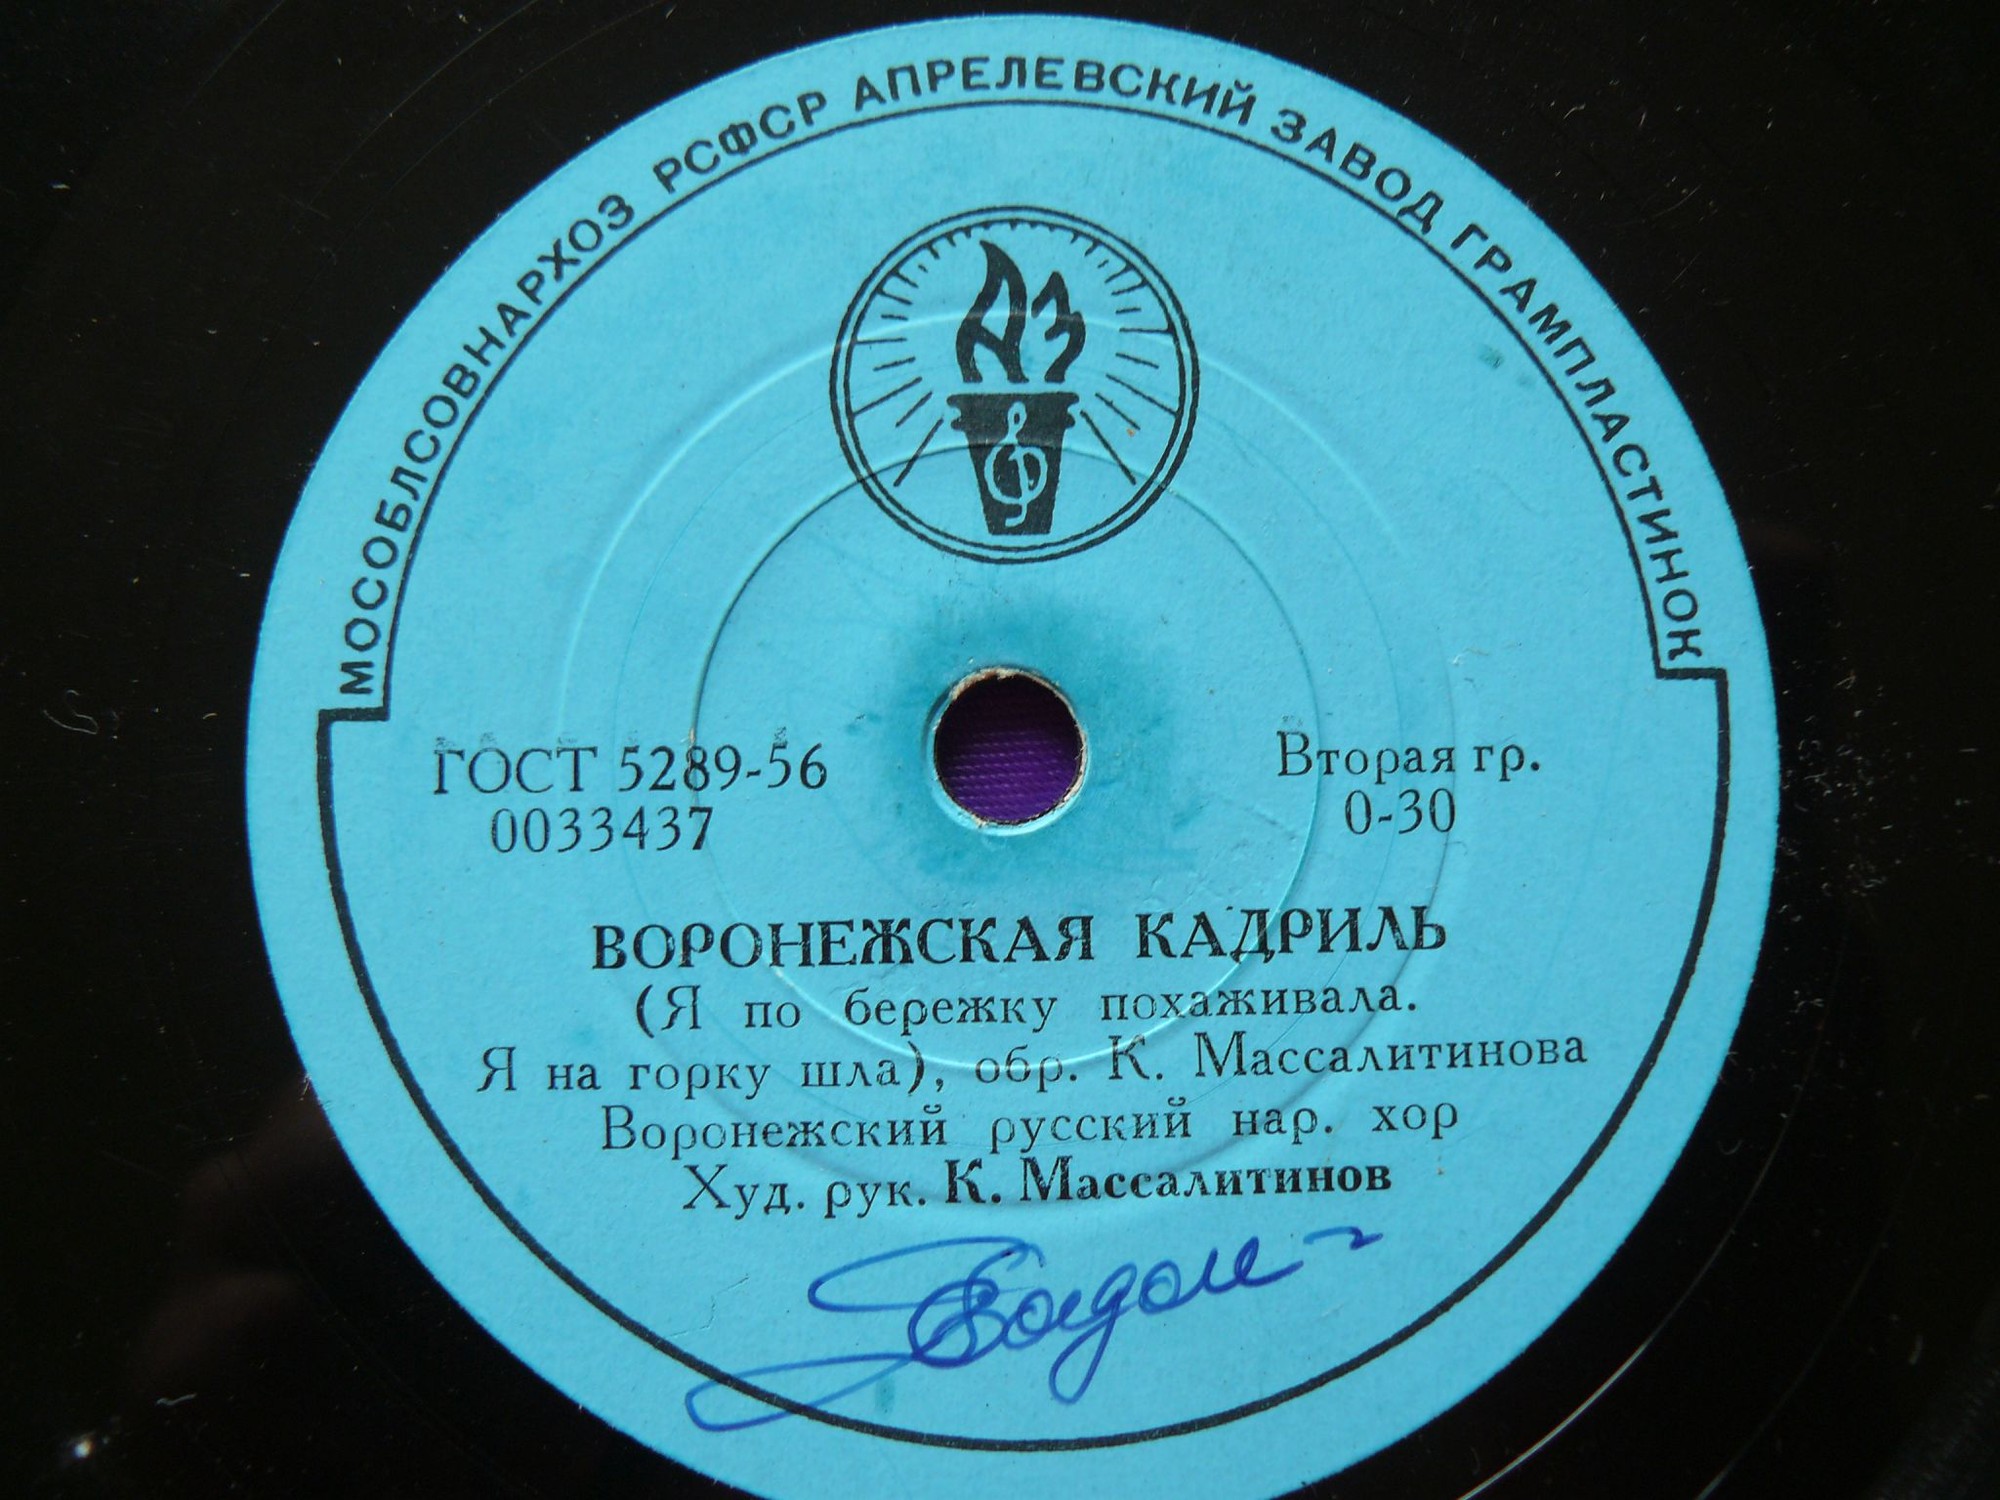 МОСОБЛСОВНАРХОЗ РСФСР АПРЕЛЕВСКИЙ ЗАВОД ГРАМПЛАСТИНОК
АЗ
ГОСТ 5289-56
0033437
Вторая гр.
0-30
ВОРОНЕЖСКАЯ КАДРИЛЬ
(Я по бережку похаживала.
Я на горку шла), обр. К. Массалитинова
Воронежский русский нар. хор
Худ. рук. К. Массалитинов